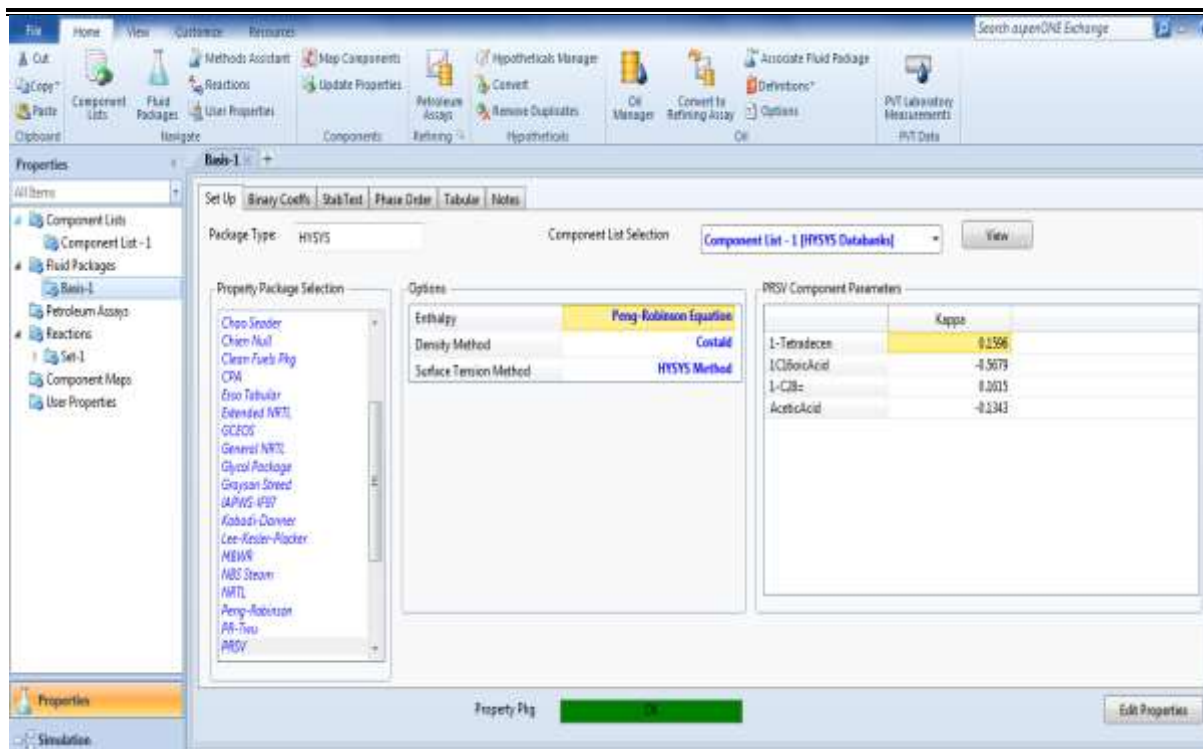 File Home View Customize Resources Search aspenONE Exchange
Cut
Copy
Paste
Clipboard
Component Lists
Fluid Packages
Methods Assistant
Reactions
User Properties
Navigate
Map Components
Update Properties
Components
Petroleum Assays
Refining
Hypotheticals Manager
Convert
Remove Duplicates
Hypotheticals
Oil Manager
Convert to Refining Assay
Associate Fluid Package
Definitions
Options
Oil
PVT Laboratory Measurements
PVT Data
Properties
All Items
Component Lists
Component List - 1
Fluid Packages
Basis-1
Petroleum Assays
Reactions
Set-1
Component Maps
User Properties
Properties
Simulation
Basis-1 +
Set Up Binary Coeffs StabTest Phase Order Tabular Notes
Package Type: HYSYS Component List Selection Component List - 1 [HYSYS Databanks] View
Property Package Selection
Chao Seader
Chien Null
Clean Fuels Pkg
CPA
Esso Tabular
Extended NRTL
GCEOS
General NRTL
Glycol Package
Grayson Streed
IAPWS-IF97
Kabadi-Danner
Lee-Kesler-Plocker
MBWR
NBS Steam
NRTL
Peng-Robinson
PR-Twu
PRSV
Options
Enthalpy Peng-Robinson Equation
Density Method Costald
Surface Tension Method HYSYS Method
PRSV Component Parameters
Kappa
1-Tetradecen 0.1596
1C16oicAcid -0.5679
1-C28= 0.1615
AceticAcid -0.1343
Property Pkg OK Edit Properties